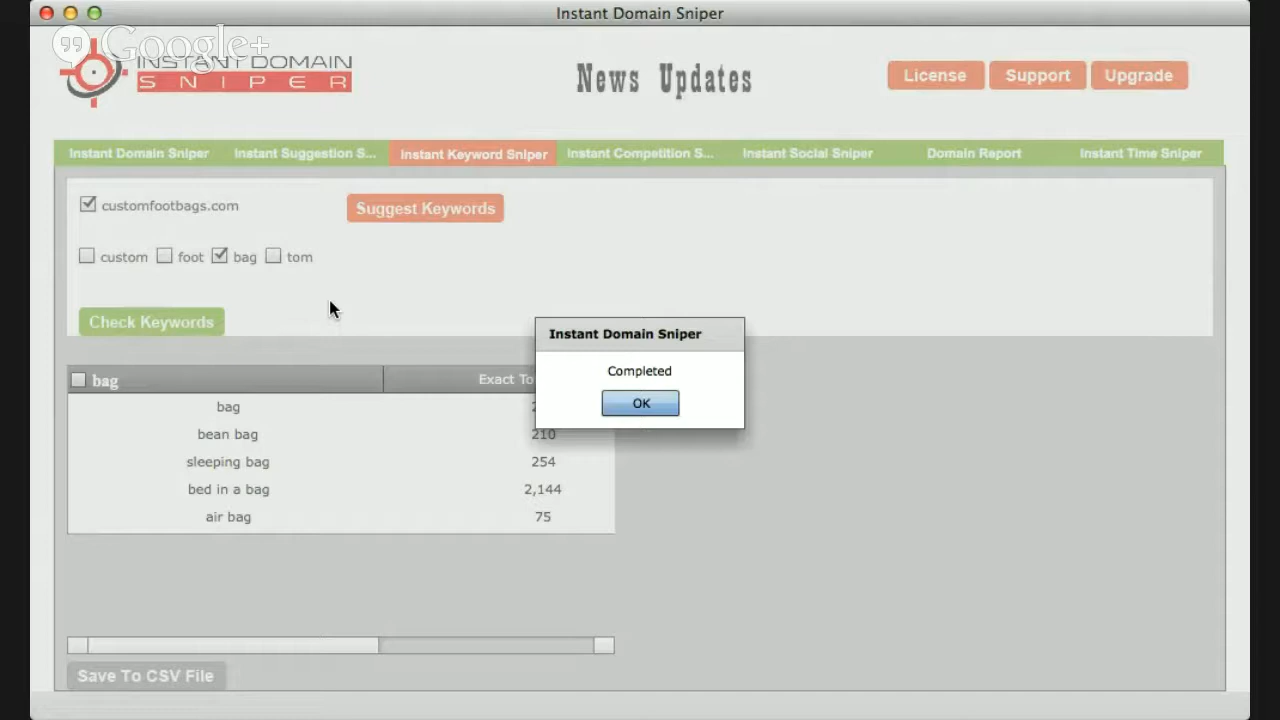 Instant Domain Sniper
Google+
INSTANT DOMAIN
SNIPER
News Updates
License Support Upgrade
Instant Domain Sniper Instant Suggestion S... Instant Keyword Sniper Instant Competition S... Instant Social Sniper Domain Report Instant Time Sniper
customfootbags.com
Suggest Keywords
custom foot bag tom
Check Keywords
Instant Domain Sniper
Completed
OK
bag Exact To
bag
bean bag 210
sleeping bag 254
bed in a bag 2,144
air bag 75
Save To CSV File